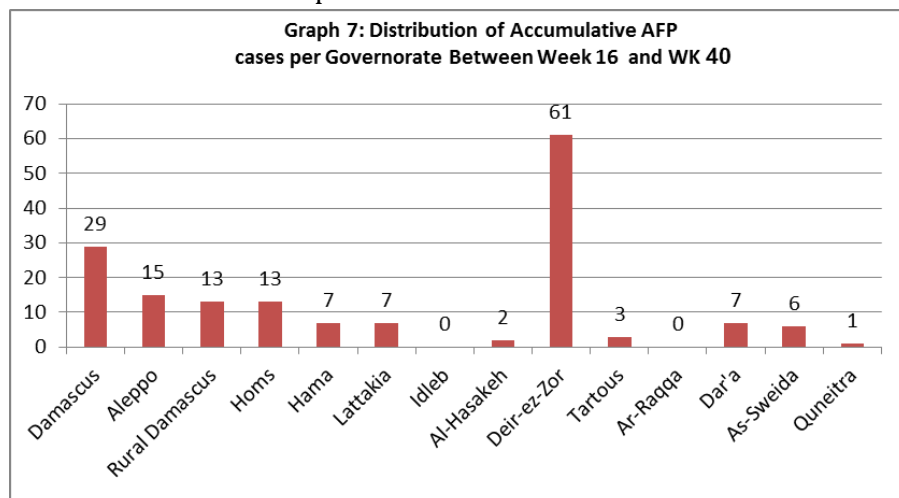 Graph 7: Distribution of Accumulative AFP
cases per Governorate Between Week 16 and WK 40
70
60
50
40
30
20
10
0
29
15
13
13
7
7
0
2
61
3
0
7
6
1
Damascus
Aleppo
Rural Damascus
Homs
Hama
Lattakia
Idleb
Al-Hasakeh
Deir-ez-Zor
Tartous
Ar-Raqqa
Dar'a
As-Sweida
Quneitra